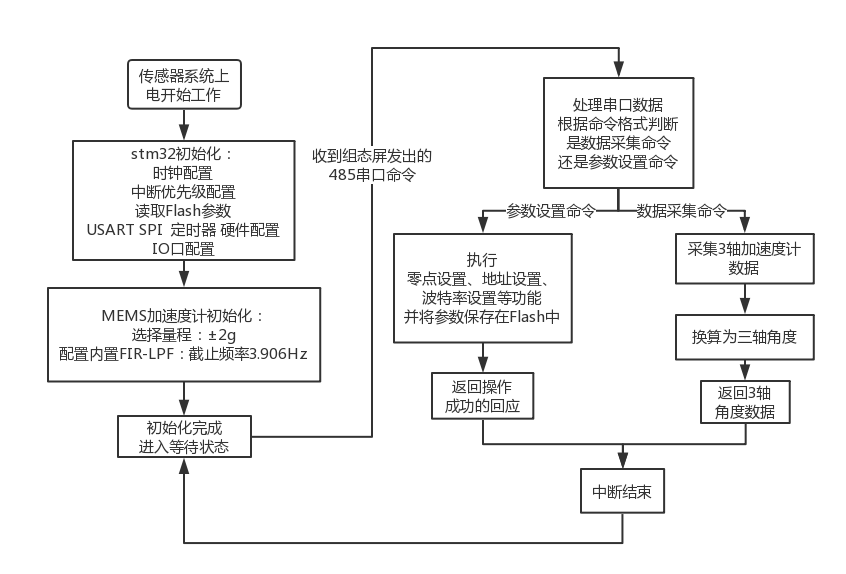 传感器系统上
电开始工作
stm32初始化：
时钟配置
中断优先级配置
读取Flash参数
USART SPI 定时器 硬件配置
IO口配置
MEMS加速度计初始化：
选择量程：±2g
配置内置FIR-LPF：截止频率3.906Hz
初始化完成
进入等待状态
收到组态屏发出的
485串口命令
处理串口数据
根据命令格式判断
是数据采集命令
还是参数设置命令
参数设置命令
数据采集命令
执行
零点设置、地址设置、
波特率设置等功能
并将参数保存在Flash中
返回操作
成功的回应
采集3轴加速度计
数据
换算为三轴角度
返回3轴
角度数据
中断结束